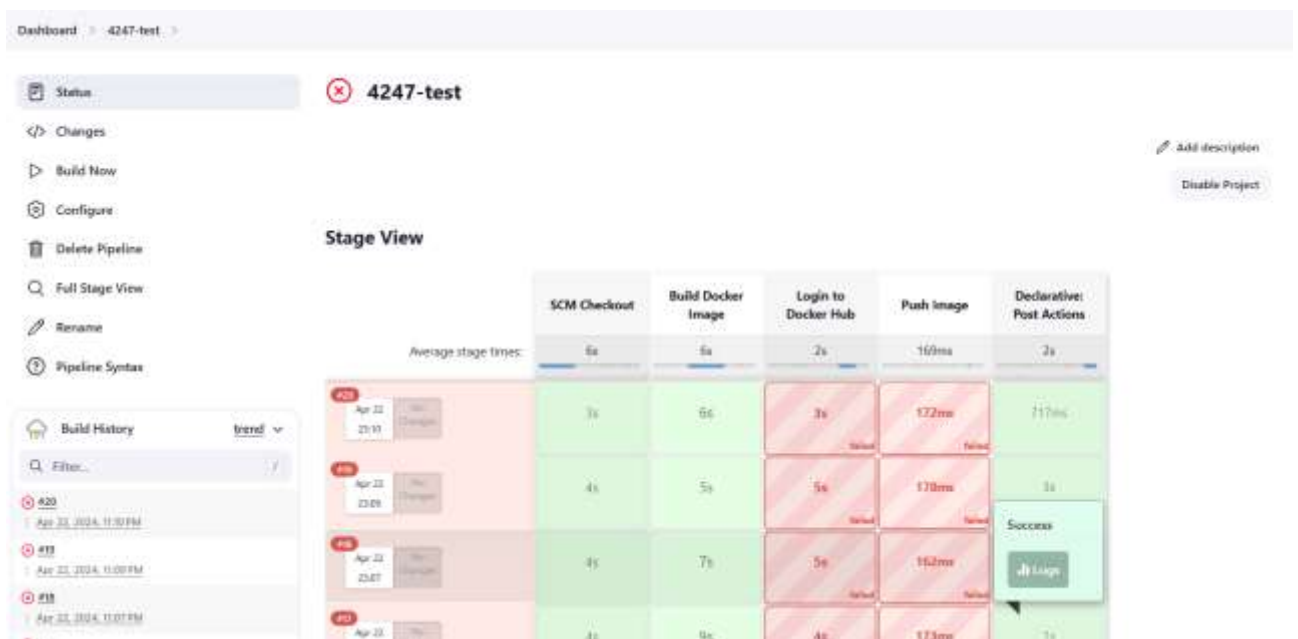 Dashboard > 4247-test >
Status
Changes
Build Now
Configure
Delete Pipeline
Full Stage View
Rename
Pipeline Syntax
4247-test
Add description
Disable Project
Stage View
SCM Checkout
Build Docker Image
Login to Docker Hub
Push Image
Declarative: Post Actions
Average stage times:
6s
6s
2s
169ms
2s
#20
Apr 22
23:10
No Changes
3s
6s
3s
failed
172ms
failed
717ms
#19
Apr 22
23:09
No Changes
4s
5s
5s
failed
170ms
failed
3s
#18
Apr 22
23:07
No Changes
4s
7s
5s
failed
162ms
failed
Success
Logs
#17
Apr 22
4s
9s
4s
173ms
Build History
trend
Filter...
/
#20
Apr 22, 2024, 11:10 PM
#19
Apr 22, 2024, 11:09 PM
#18
Apr 22, 2024, 11:07 PM